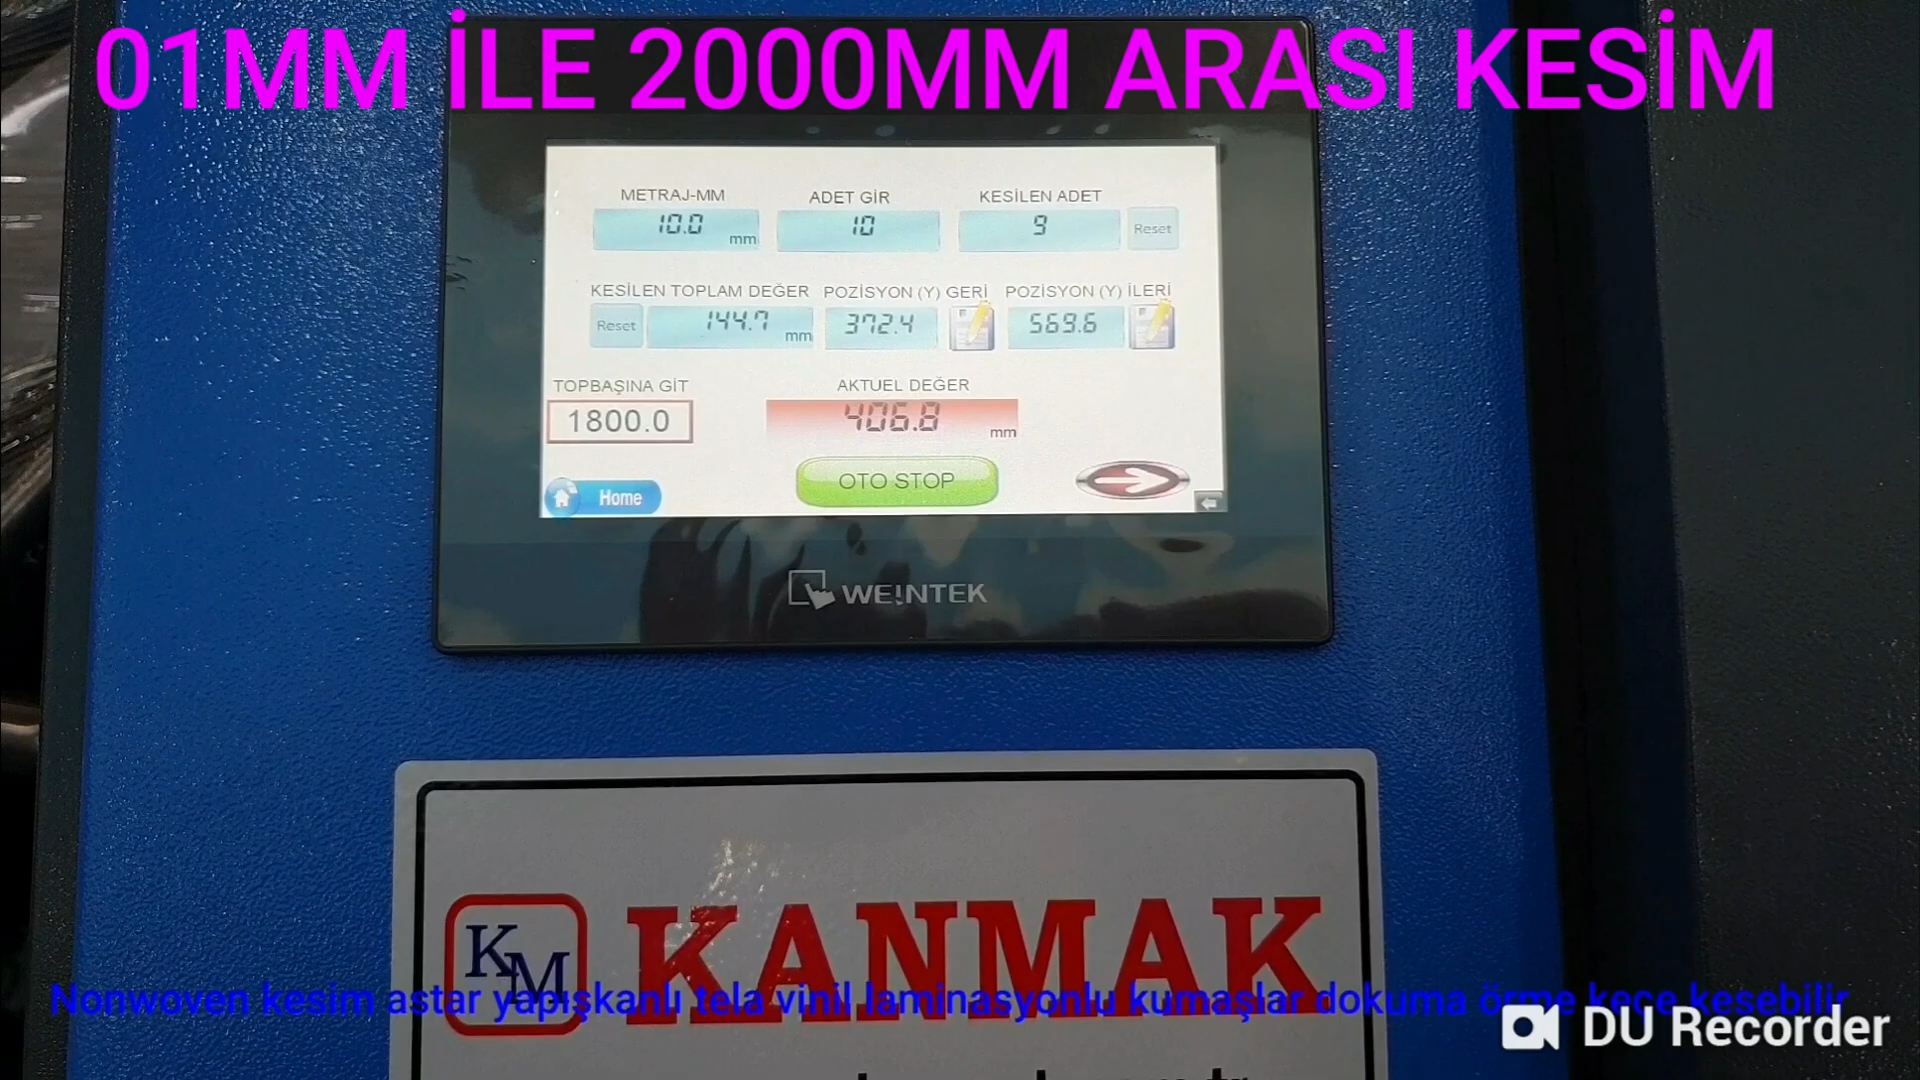 01MM İLE 2000MM ARASI KESİM
METRAJ-MM ADET GİR KESİLEN ADET
10.0 mm 10 9 Reset
KESİLEN TOPLAM DEĞER POZİSYON (Y) GERİ POZİSYON (Y) İLERİ
Reset 144.7 mm 372.4 569.6
TOPBAŞINA GİT AKTUEL DEĞER
1800.0 406.8 mm
OTO STOP
Home
WE!NTEK
KM KANMAK
Nonwoven kesim astar yapışkanlı tela vinil laminasyonlu kumaşlar dokuma örme keçe kesebilir
DU Recorder